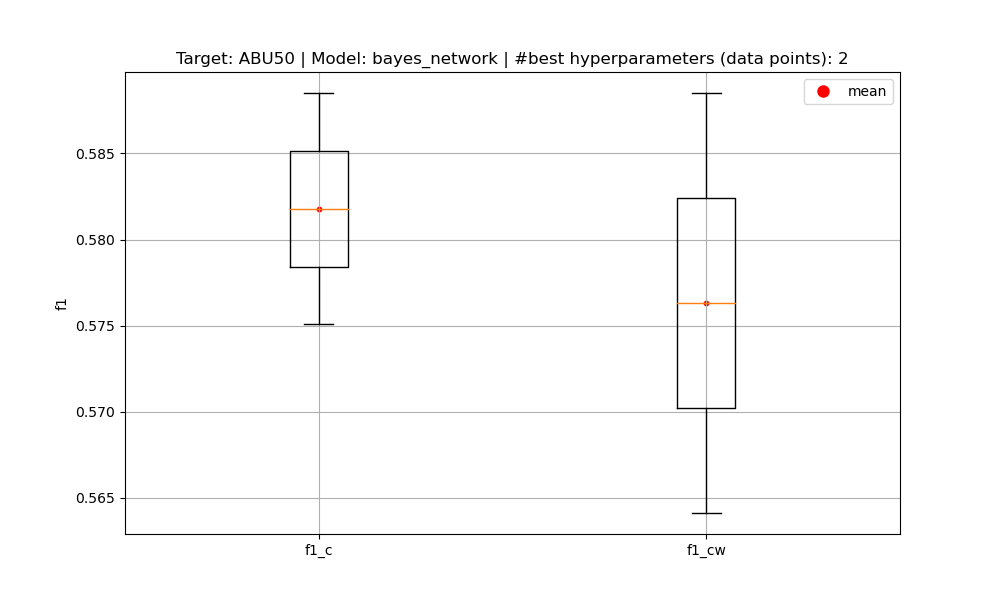 Target: ABU50 | Model: bayes_network | #best hyperparameters (data points): 2
mean
0.585
0.580
0.575
0.570
0.565
f1
f1_c
f1_cw